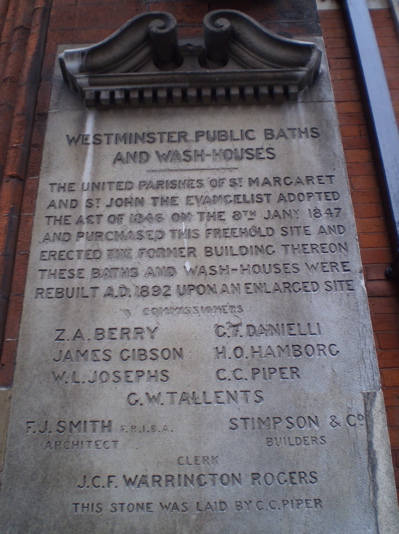 WESTMINSTER PUBLIC BATHS
AND WASH-HOUSES
THE UNITED PARISHES OF ST MARGARET
AND ST JOHN THE EVANGELIST ADOPTED
THE ACT OF 1846 ON THE 8TH JANY 1847
AND PURCHASED THIS FREEHOLD SITE AND
ERECTED THE FORMER BUILDING THEREON
THESE BATHS AND WASH-HOUSES WERE
REBUILT A.D. 1892 UPON AN ENLARGED SITE
COMMISSIONERS
Z.A. BERRY C.F. DANIELLI
JAMES GIBSON H.O. HAMBORG
W.L. JOSEPHS C.C. PIPER
G.W. TALLENTS
F.J. SMITH F.R.I.B.A. STIMPSON & CO
ARCHITECT BUILDERS
CLERK
J.C.F. WARRINGTON ROGERS
THIS STONE WAS LAID BY C.C. PIPER